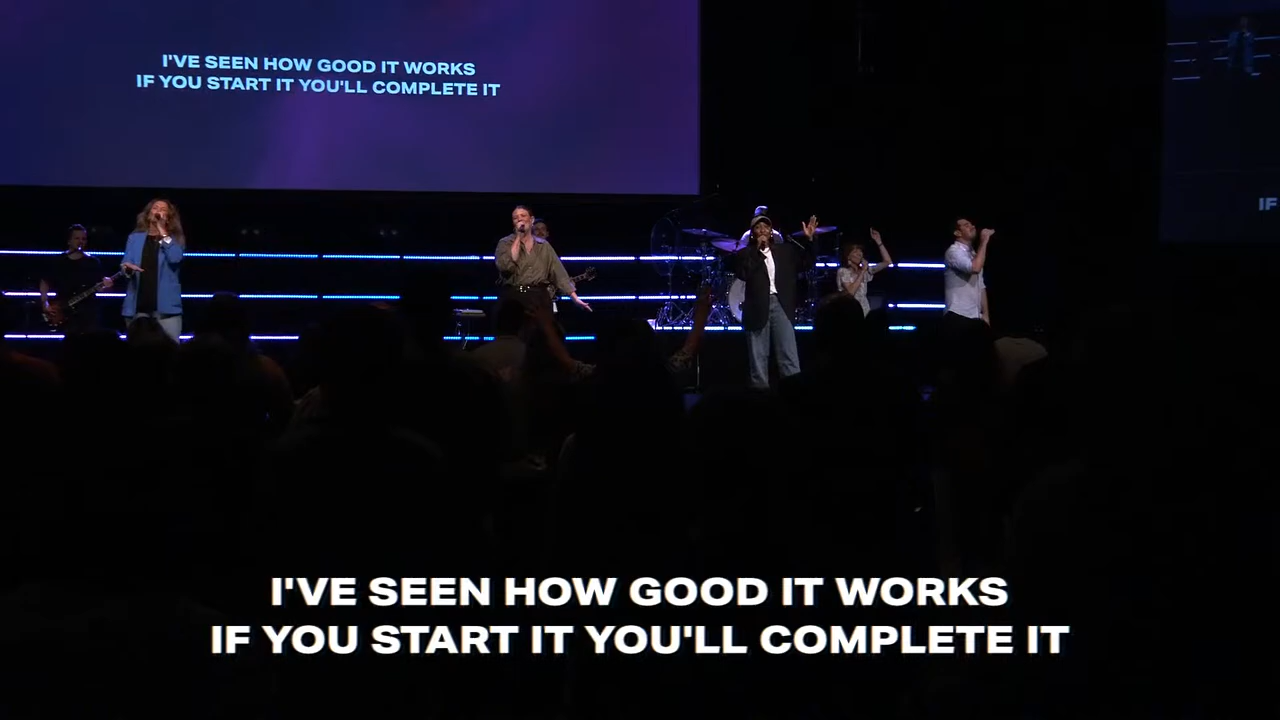 I'VE SEEN HOW GOOD IT WORKS
IF YOU START IT YOU'LL COMPLETE IT
IF
I'VE SEEN HOW GOOD IT WORKS
IF YOU START IT YOU'LL COMPLETE IT